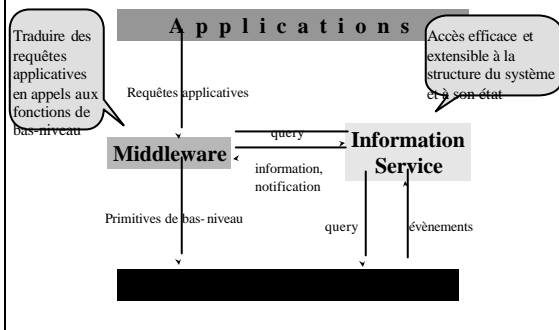 A p p l i c a t i o n s
Traduire des
requêtes
applicatives
en appels aux
fonctions de
bas-niveau
Accès efficace et
extensible à la
structure du système
et à son état
Requêtes applicatives
query
Middleware
Information
Service
information,
notification
Primitives de bas- niveau
query
évènements